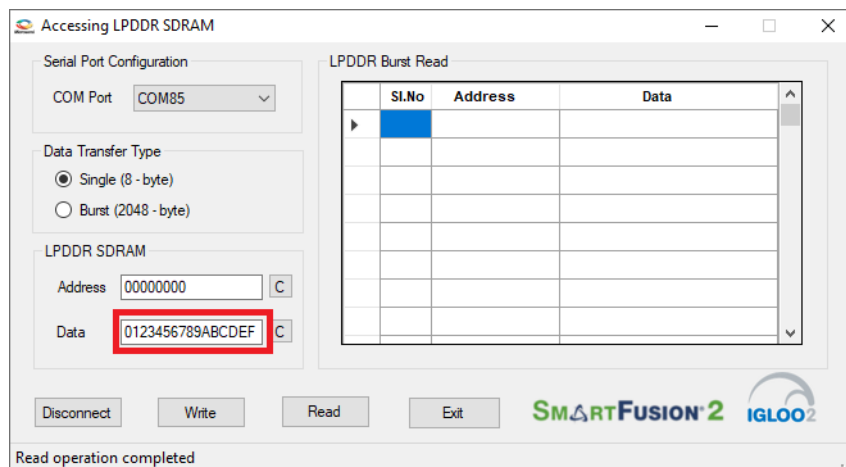 Accessing LPDDR SDRAM
Serial Port Configuration
COM Port COM85
Data Transfer Type
Single (8 - byte)
Burst (2048 - byte)
LPDDR SDRAM
Address 00000000 C
Data 0123456789ABCDEF C
LPDDR Burst Read
Sl.No Address Data
Disconnect Write Read Exit
SMARTFUSION®2 IGLOO2
Read operation completed